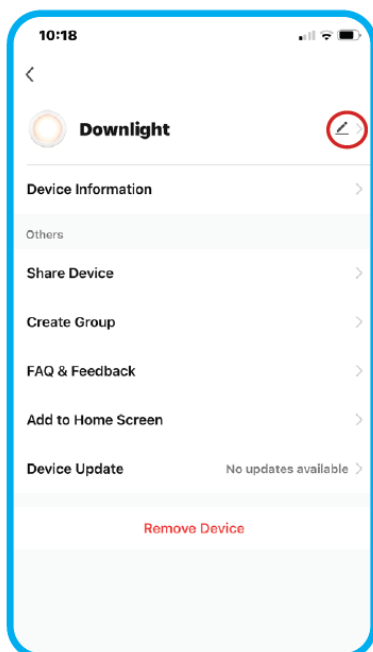 10:18
Downlight
Device Information
Others
Share Device
Create Group
FAQ & Feedback
Add to Home Screen
Device Update No updates available
Remove Device